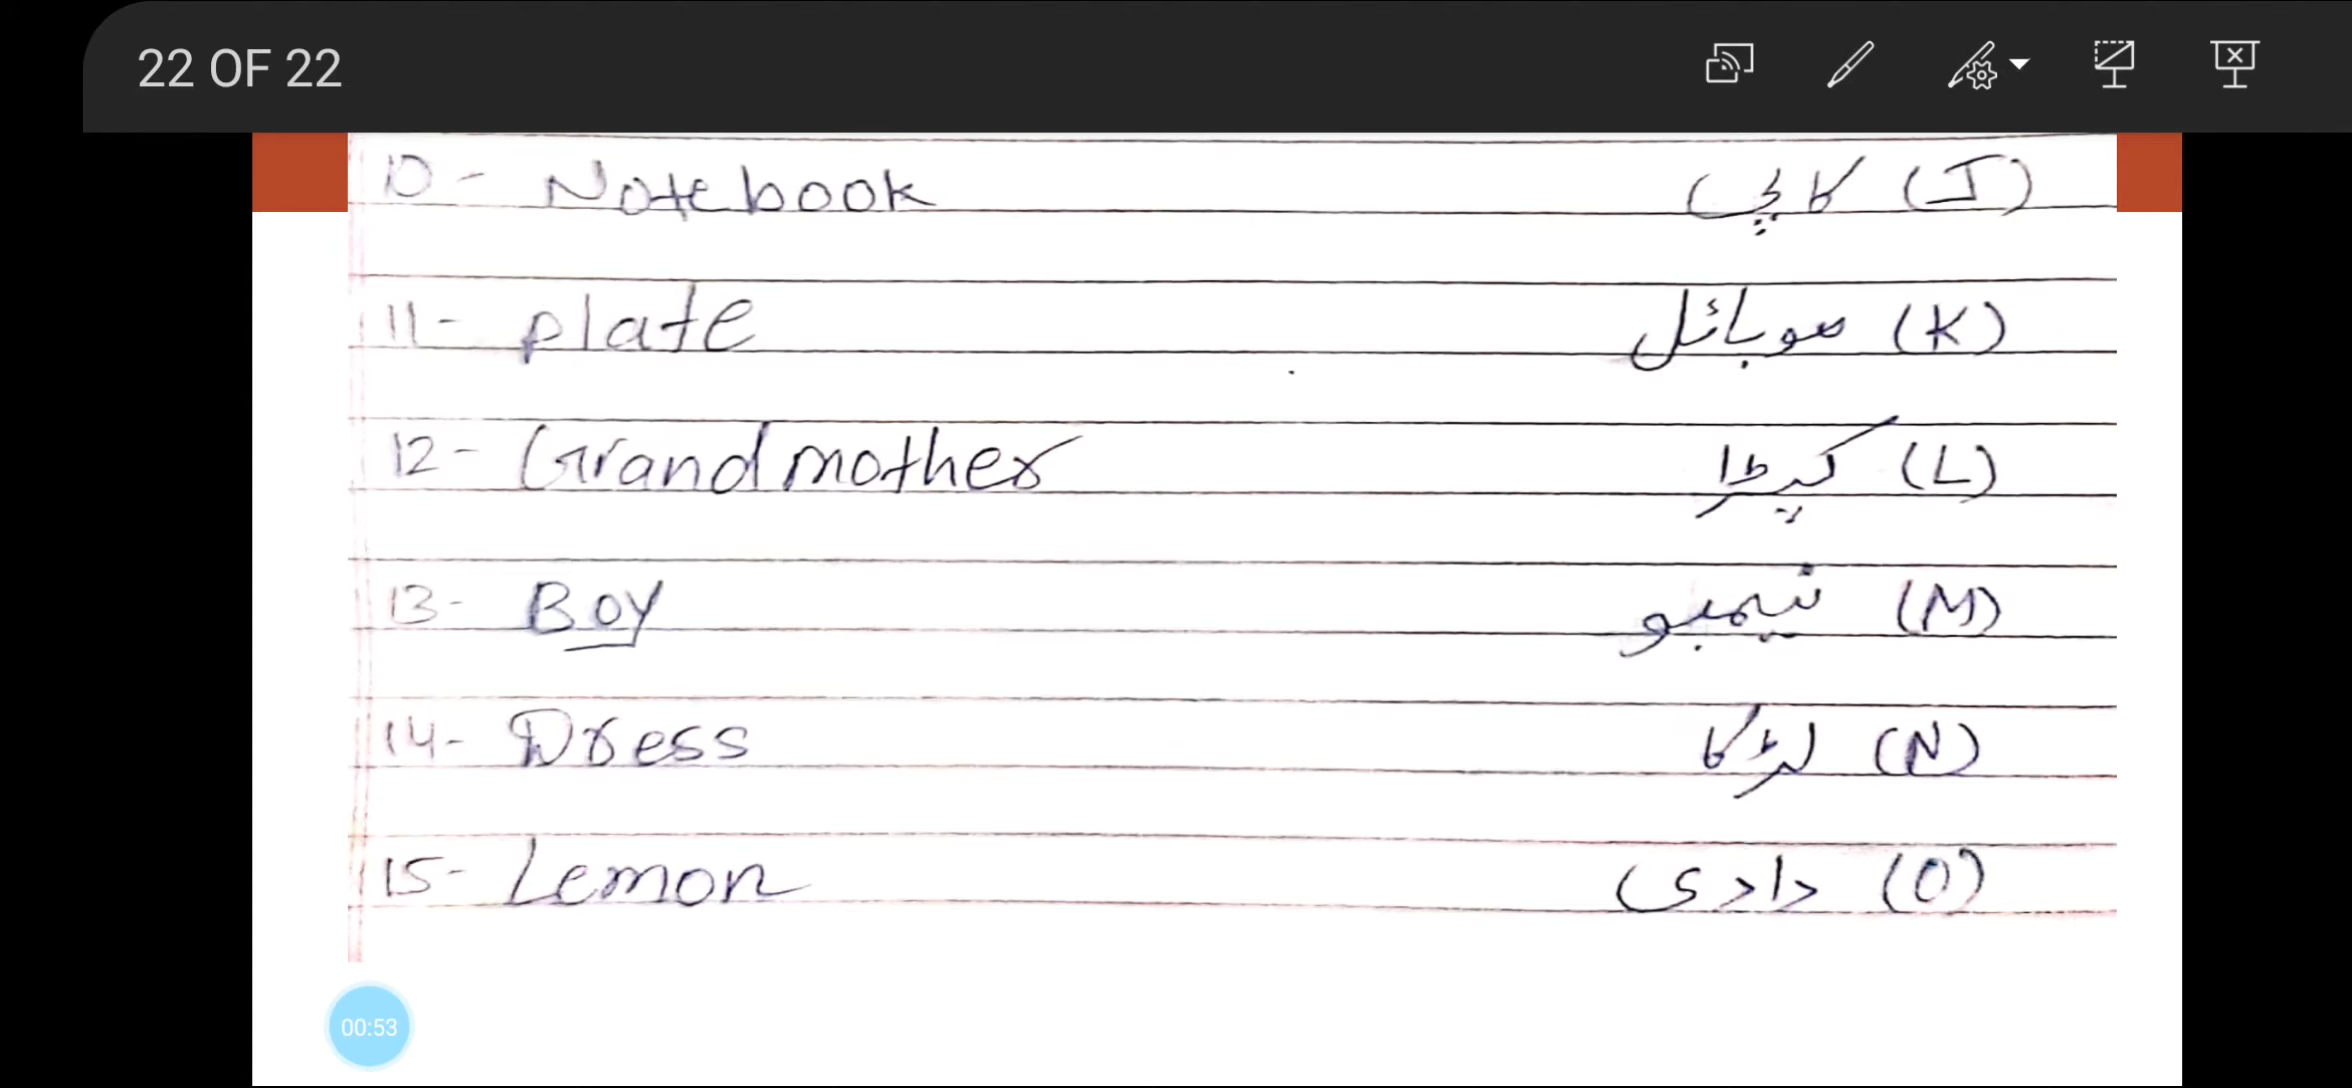 22 OF 22
10- Notebook (J) کاپی
11- plate (K) موبائل
12- Grandmother (L) کپڑا
13- Boy (M) نیمبو
14- Dress (N) لڑکا
15- Lemon (O) دادی
00:53